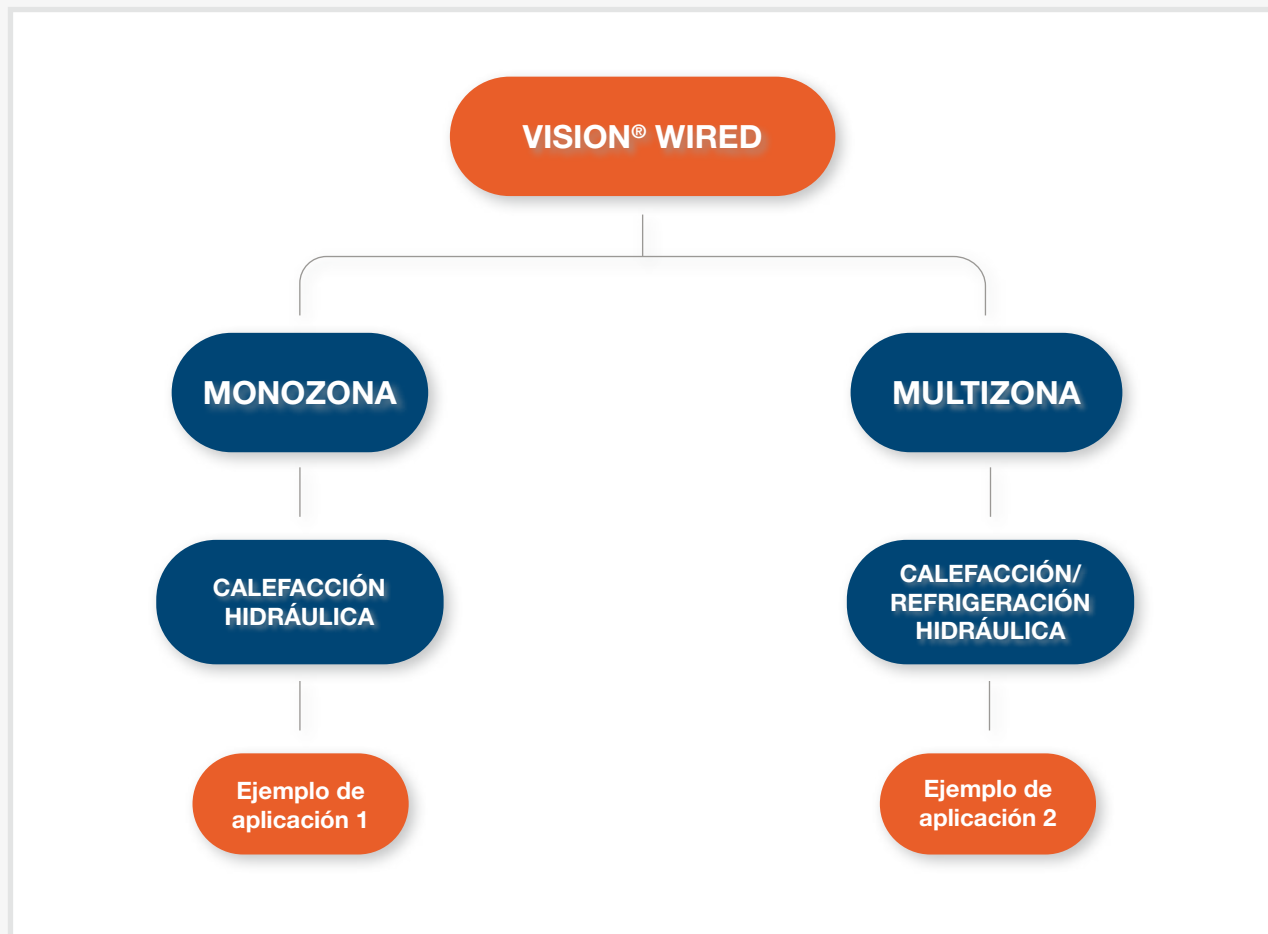 VISION® WIRED
MONOZONA
MULTIZONA
CALEFACCIÓN
HIDRÁULICA
CALEFACCIÓN/
REFRIGERACIÓN
HIDRÁULICA
Ejemplo de
aplicación 1
Ejemplo de
aplicación 2